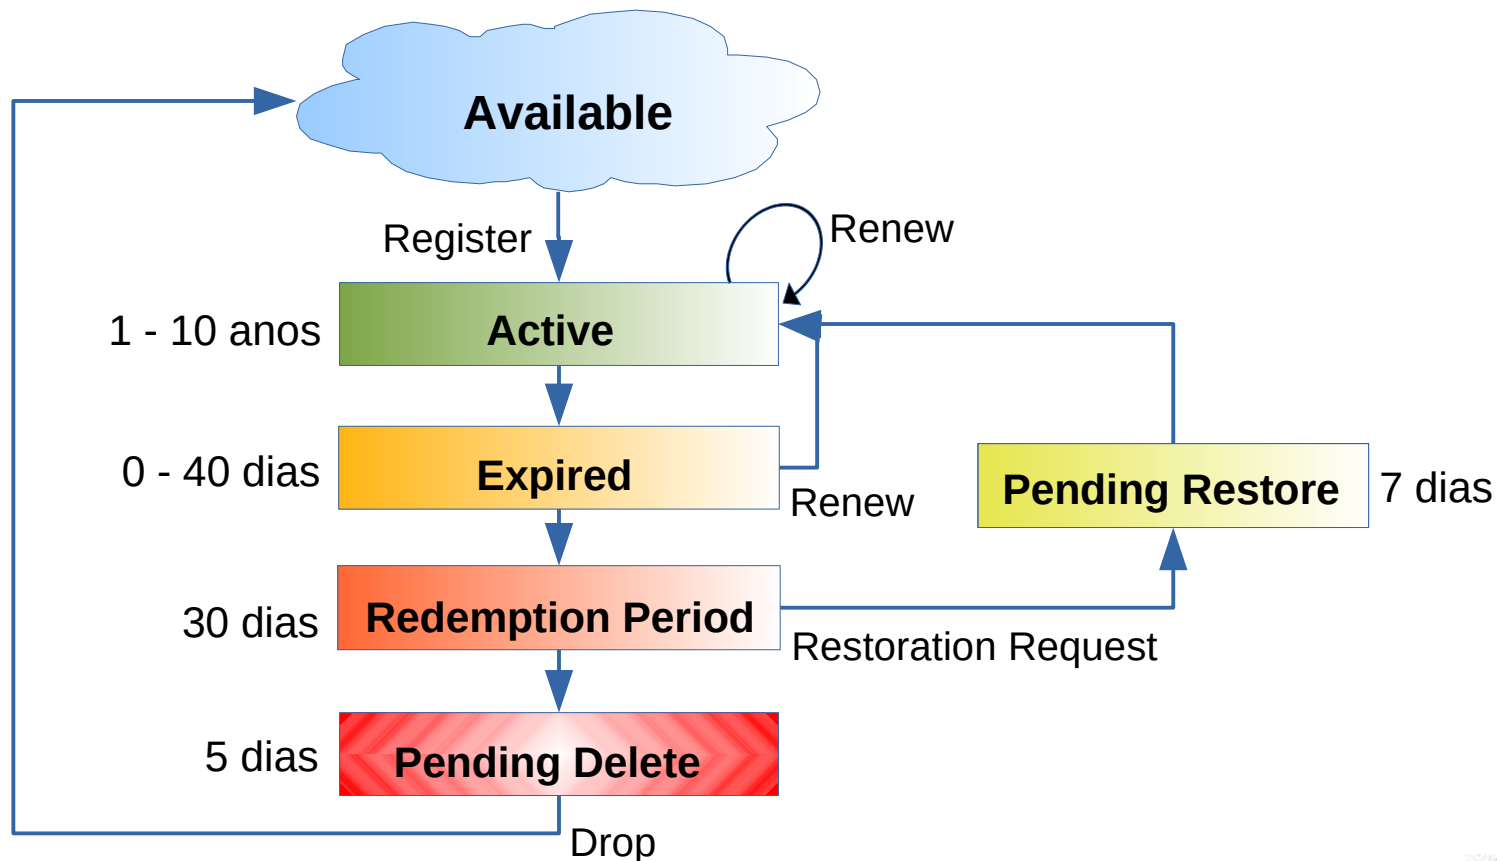 Available
Register
Renew
1 - 10 anos
Active
0 - 40 dias
Expired
Renew
Pending Restore
7 dias
30 dias
Redemption Period
Restoration Request
5 dias
Pending Delete
Drop